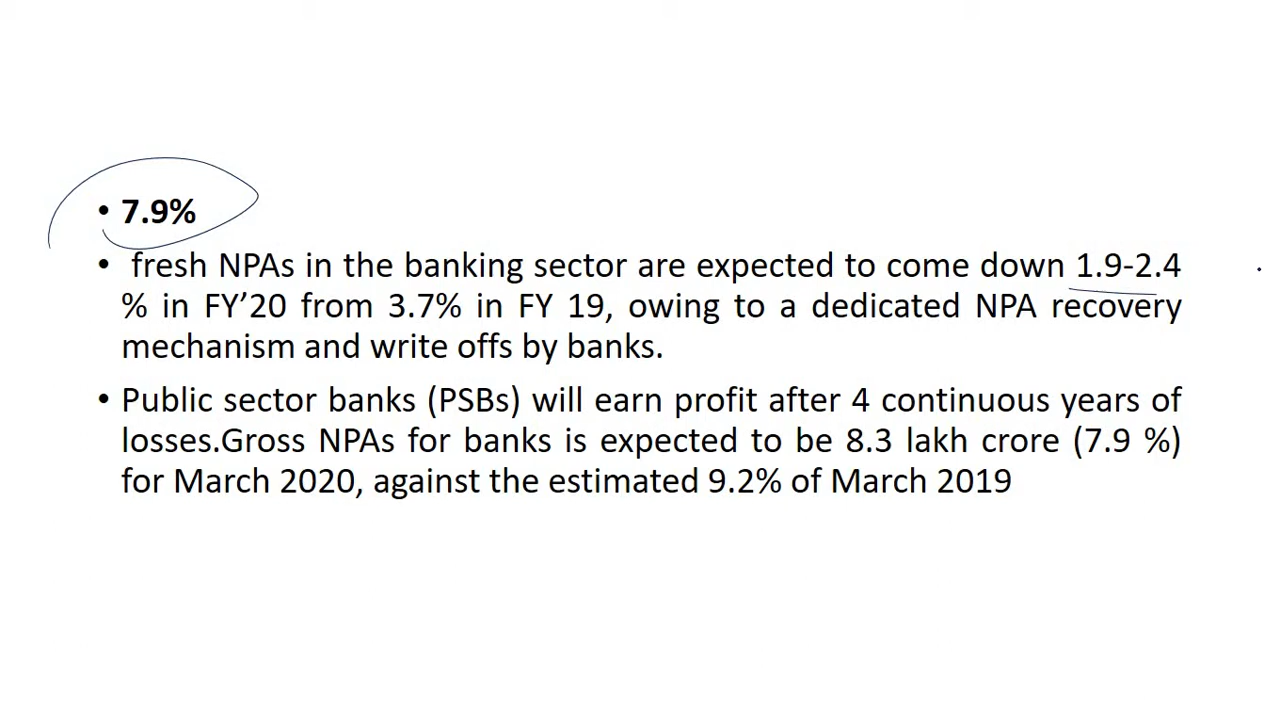 • 7.9%
• fresh NPAs in the banking sector are expected to come down 1.9-2.4
% in FY’20 from 3.7% in FY 19, owing to a dedicated NPA recovery
mechanism and write offs by banks.
• Public sector banks (PSBs) will earn profit after 4 continuous years of
losses.Gross NPAs for banks is expected to be 8.3 lakh crore (7.9 %)
for March 2020, against the estimated 9.2% of March 2019